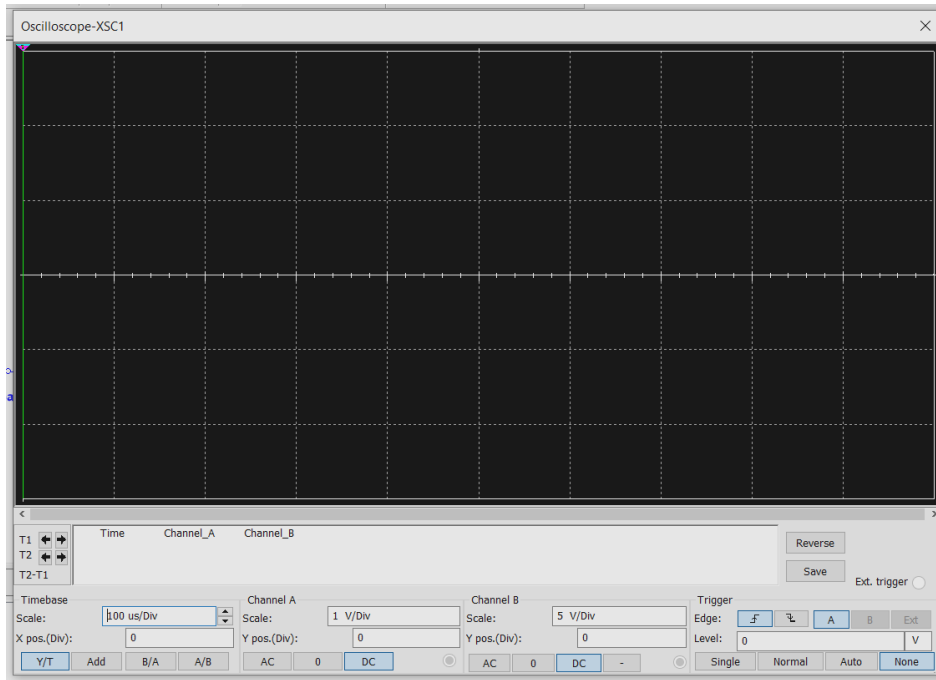 Oscilloscope-XSC1
Time Channel_A Channel_B
T1
T2
T2-T1
Reverse
Save
Ext. trigger
Timebase
Scale: 100 us/Div
X pos.(Div): 0
Y/T Add B/A A/B
Channel A
Scale: 1 V/Div
Y pos.(Div): 0
AC 0 DC
Channel B
Scale: 5 V/Div
Y pos.(Div): 0
AC 0 DC -
Trigger
Edge: A B Ext
Level: 0 V
Single Normal Auto None